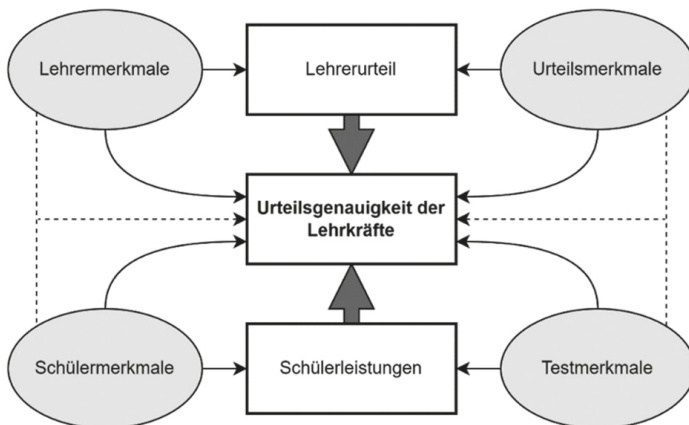 Lehrermerkmale
Lehrerurteil
Urteilsmerkmale
Urteilsgenauigkeit der
Lehrkräfte
Schülermerkmale
Schülerleistungen
Testmerkmale